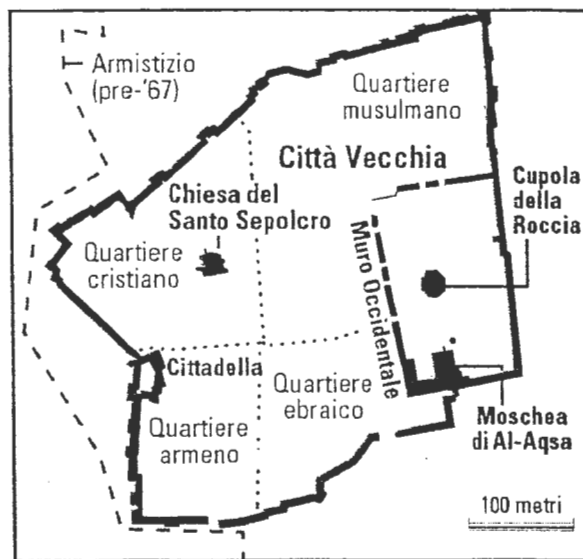 Armistizio
(pre-'67)
Quartiere
musulmano
Città Vecchia
Chiesa del
Santo Sepolcro
Cupola
della
Roccia
Quartiere
cristiano
Muro Occidentale
Cittadella
Quartiere
ebraico
Quartiere
armeno
Moschea
di Al-Aqsa
100 metri